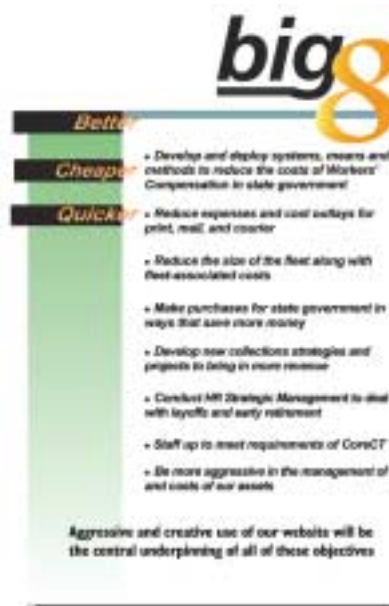 big8
Better
Cheaper
Quicker
• Develop and deploy systems, means and
methods to reduce the costs of Workers'
Compensation in state government
• Reduce expenses and cost outlays for
print, mail, and courier
• Reduce the size of the fleet along with
fleet-associated costs
• Make purchases for state government in
ways that save more money
• Develop new collections strategies and
projects to bring in more revenue
• Conduct HR Strategic Management to deal
with layoffs and early retirement
• Staff up to meet requirements of CoreCT
• Be more aggressive in the management of
and costs of our assets
Aggressive and creative use of our website will be
the central underpinning of all of these objectives